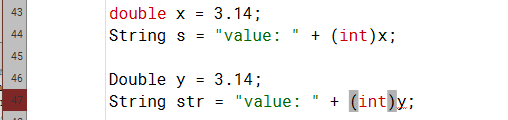 43 double x = 3.14;
44 String s = "value: " + (int)x;
45
46 Double y = 3.14;
47 String str = "value: " + (int)y;